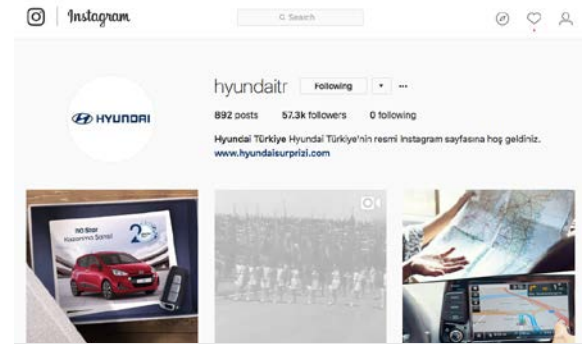 Instagram
Search
hyundaitr Following
892 posts 57.3k followers 0 following
Hyundai Türkiye Hyundai Türkiye'nin resmi Instagram sayfasına hoş geldiniz.
www.hyundaisurprizi.com
HYUNDAI
Kazanma Şansı